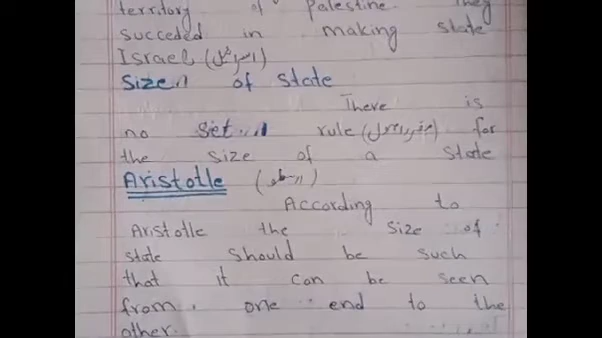 territory of Palestine. They
succeded in making state
Israel (اسرائیل)
Size of state
There is
no set rule for
the size of a state
Aristotle (ارسطو)
According to
Aristotle the size of
state should be such
that it can be seen
from one end to the
other.